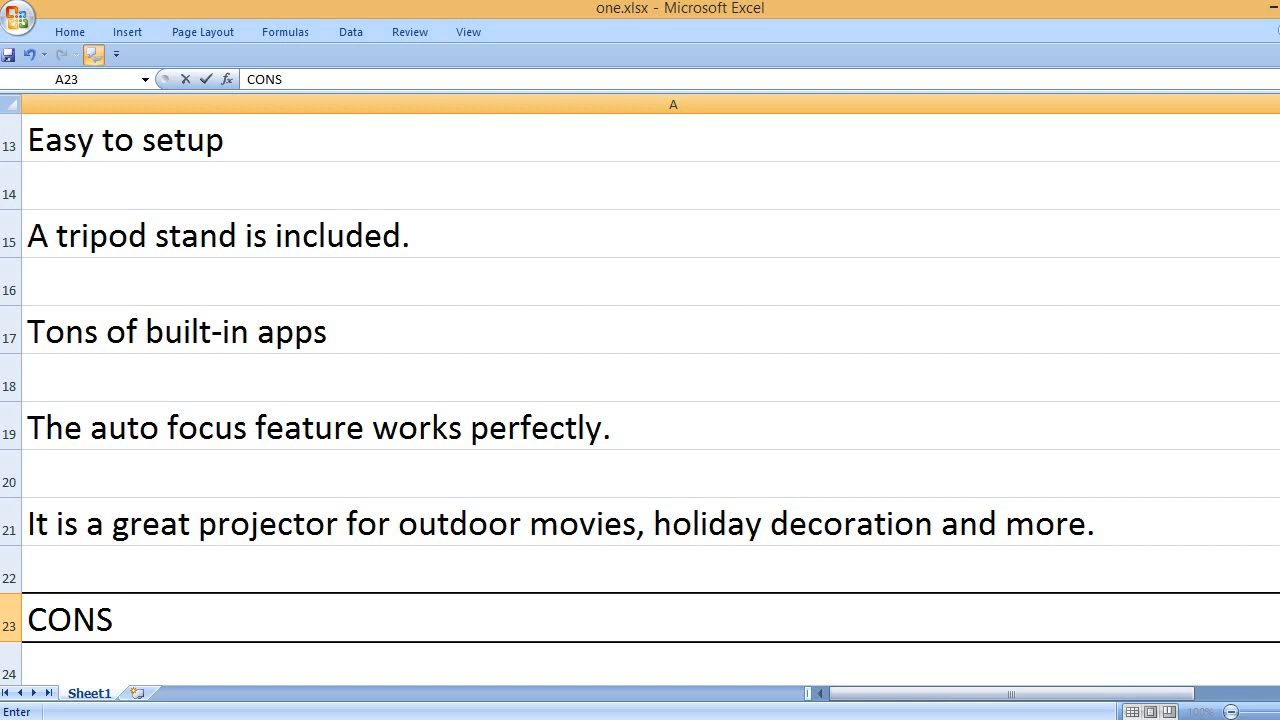 one.xlsx - Microsoft Excel
Home Insert Page Layout Formulas Data Review View
A23 fx CONS
A
13 Easy to setup
14
15 A tripod stand is included.
16
17 Tons of built-in apps
18
19 The auto focus feature works perfectly.
20
21 It is a great projector for outdoor movies, holiday decoration and more.
22
23 CONS
24
Sheet1
Enter 100%